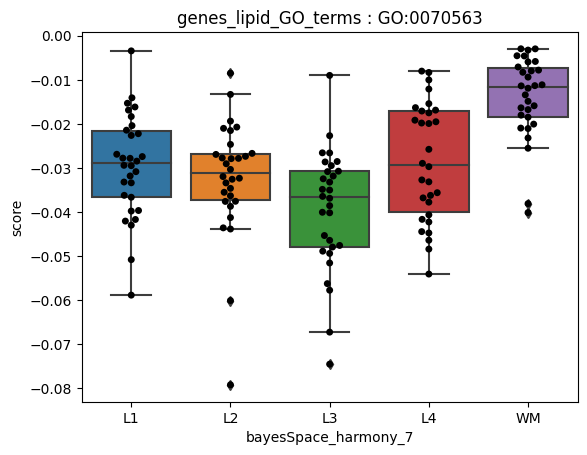 genes_lipid_GO_terms : GO:0070563
0.00
−0.01
−0.02
−0.03
−0.04
−0.05
−0.06
−0.07
−0.08
score
L1 L2 L3 L4 WM
bayesSpace_harmony_7